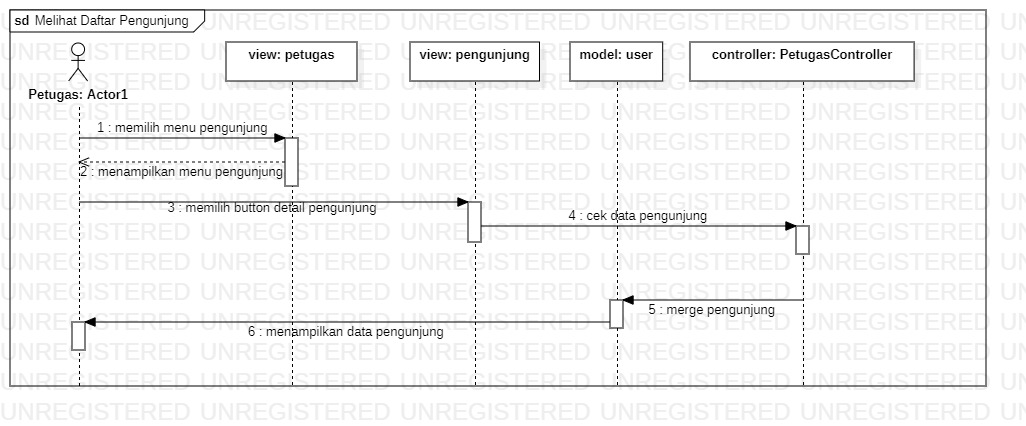 sd Melihat Daftar Pengunjung
Petugas: Actor1
view: petugas
view: pengunjung
model: user
controller: PetugasController
1 : memilih menu pengunjung
2 : menampilkan menu pengunjung
3 : memilih button detail pengunjung
4 : cek data pengunjung
5 : merge pengunjung
6 : menampilkan data pengunjung
UNREGISTERED UNREGISTERED UNREGISTERED UNREGISTERED UNREGISTERED